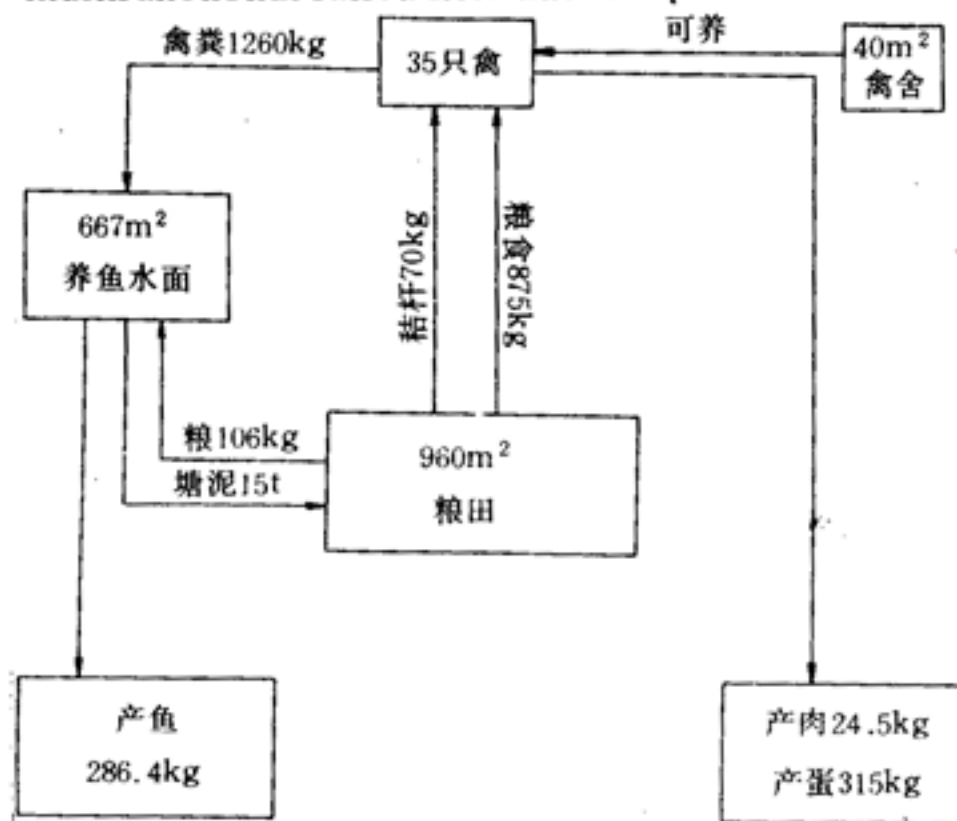 禽粪1260kg
35只禽
可养
40m²
禽舍
667m²
养鱼水面
秸杆70kg
粮食875kg
粮106kg
塘泥15t
960m²
粮田
产鱼
286.4kg
产肉24.5kg
产蛋315kg